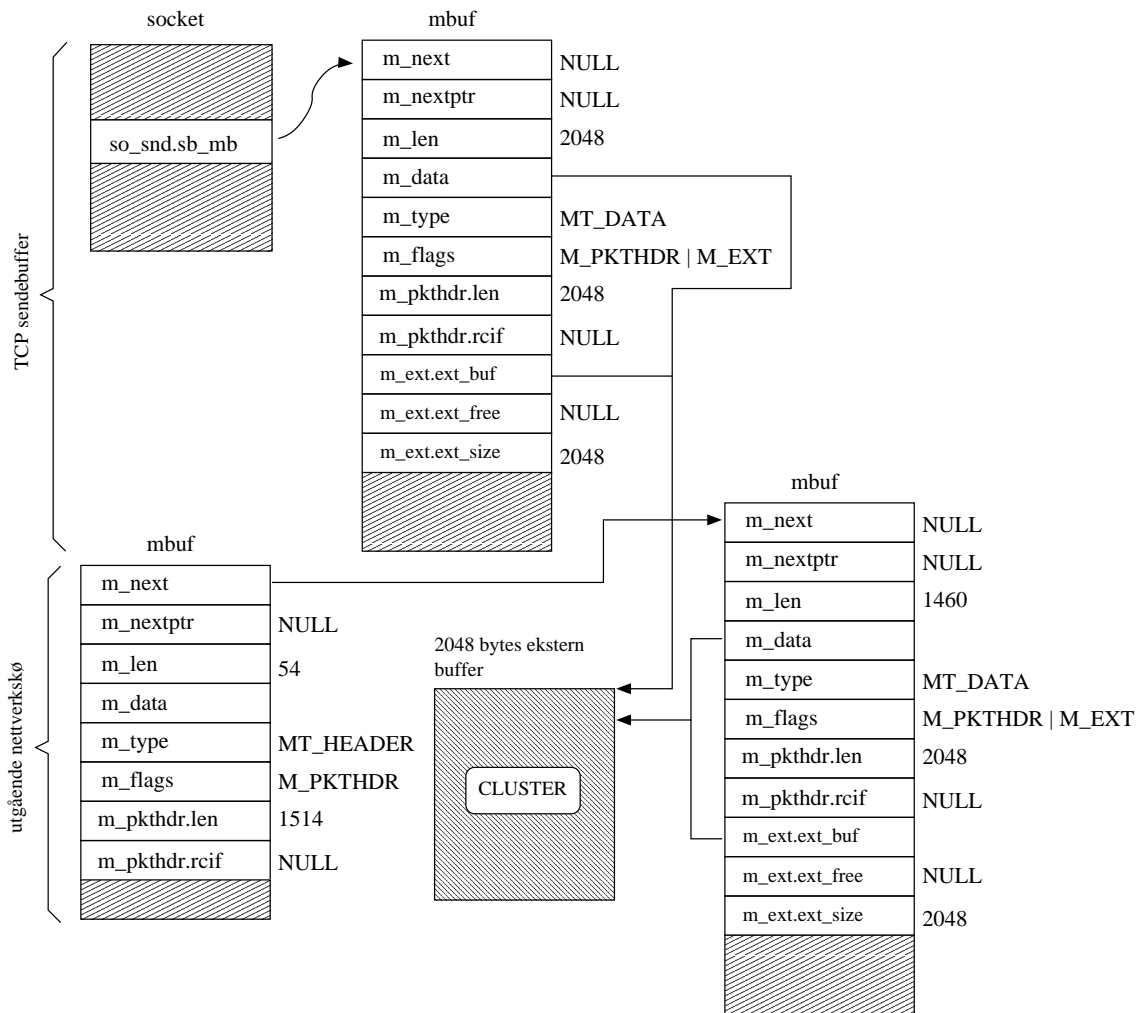 socket
so_snd.sb_mb
TCP sendebuffer
mbuf
m_next NULL
m_nextptr NULL
m_len 2048
m_data
m_type MT_DATA
m_flags M_PKTHDR | M_EXT
m_pkthdr.len 2048
m_pkthdr.rcif NULL
m_ext.ext_buf
m_ext.ext_free NULL
m_ext.ext_size 2048
mbuf
m_next
m_nextptr NULL
m_len 54
m_data
m_type MT_HEADER
m_flags M_PKTHDR
m_pkthdr.len 1514
m_pkthdr.rcif NULL
utgående nettverkskø
2048 bytes ekstern
buffer
CLUSTER
mbuf
m_next NULL
m_nextptr NULL
m_len 1460
m_data
m_type MT_DATA
m_flags M_PKTHDR | M_EXT
m_pkthdr.len 2048
m_pkthdr.rcif NULL
m_ext.ext_buf
m_ext.ext_free NULL
m_ext.ext_size 2048